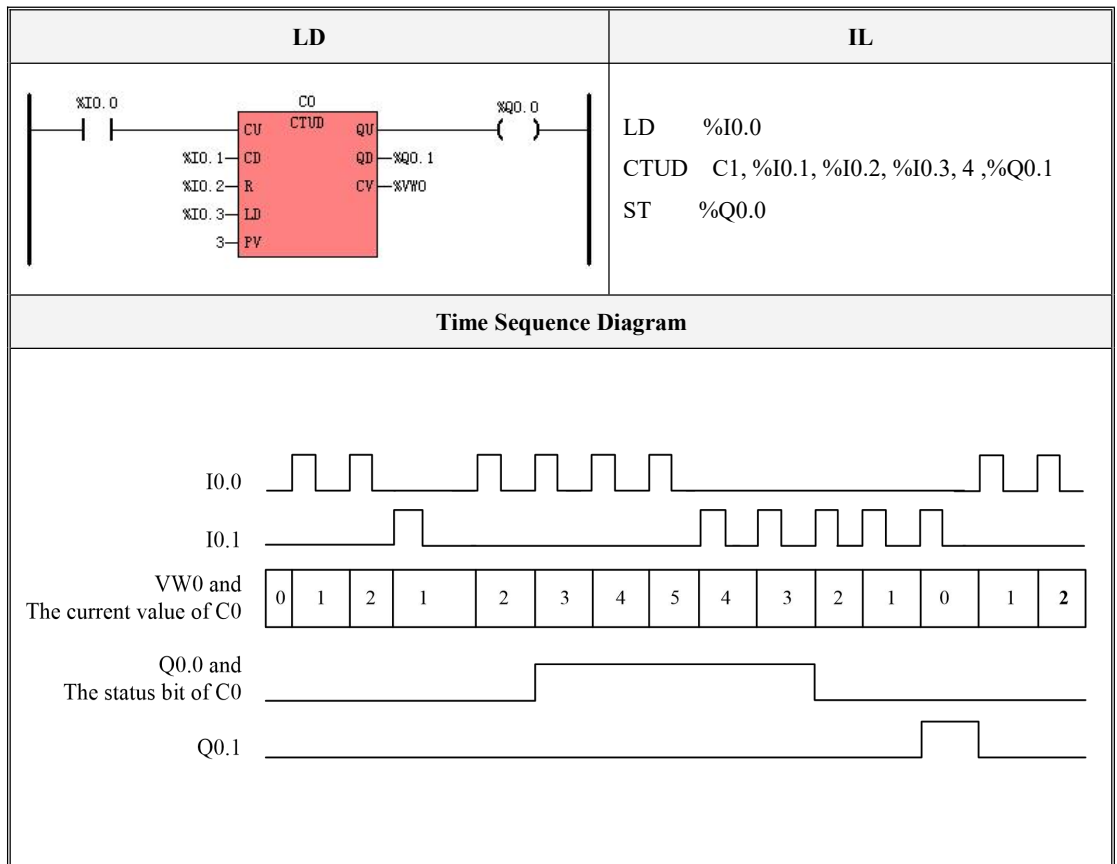 LD IL
%I0.0 C0 %Q0.0
CTUD
CU QU
%I0.1 CD QD %Q0.1
%I0.2 R CV %VW0
%I0.3 LD
3 PV
LD %I0.0
CTUD C1, %I0.1, %I0.2, %I0.3, 4 ,%Q0.1
ST %Q0.0
Time Sequence Diagram
I0.0
I0.1
VW0 and
The current value of C0
0 1 2 1 2 3 4 5 4 3 2 1 0 1 2
Q0.0 and
The status bit of C0
Q0.1